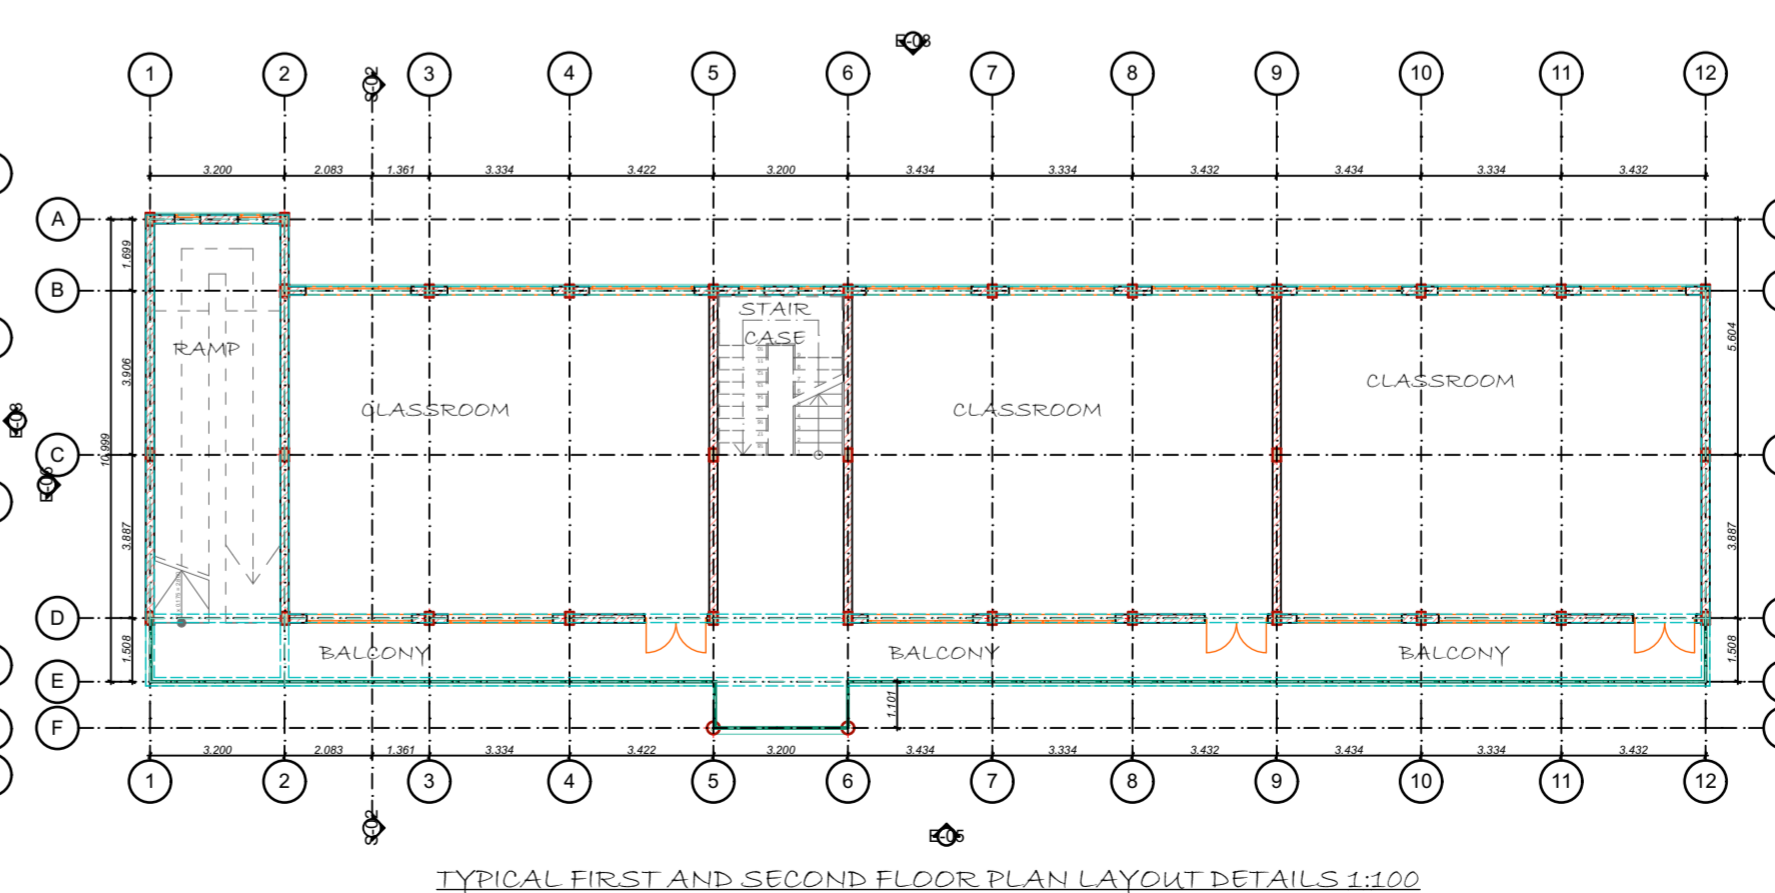 E-03
1 2 3 4 5 6 7 8 9 10 11 12
S-02
3.200 2.083 1.361 3.334 3.422 3.200 3.434 3.334 3.432 3.434 3.334 3.432
A
1.699
B
STAIR
CASE
RAMP
5.604
3.906
CLASSROOM
CLASSROOM
CLASSROOM
E-03
C
10.999
3.887
3.887
D
BALCONY
BALCONY
BALCONY
1.508
1.508
E
1.101
F
3.200 2.083 1.361 3.334 3.422 3.200 3.434 3.334 3.432 3.434 3.334 3.432
1 2 3 4 5 6 7 8 9 10 11 12
S-02
E-05
TYPICAL FIRST AND SECOND FLOOR PLAN LAYOUT DETAILS 1:100